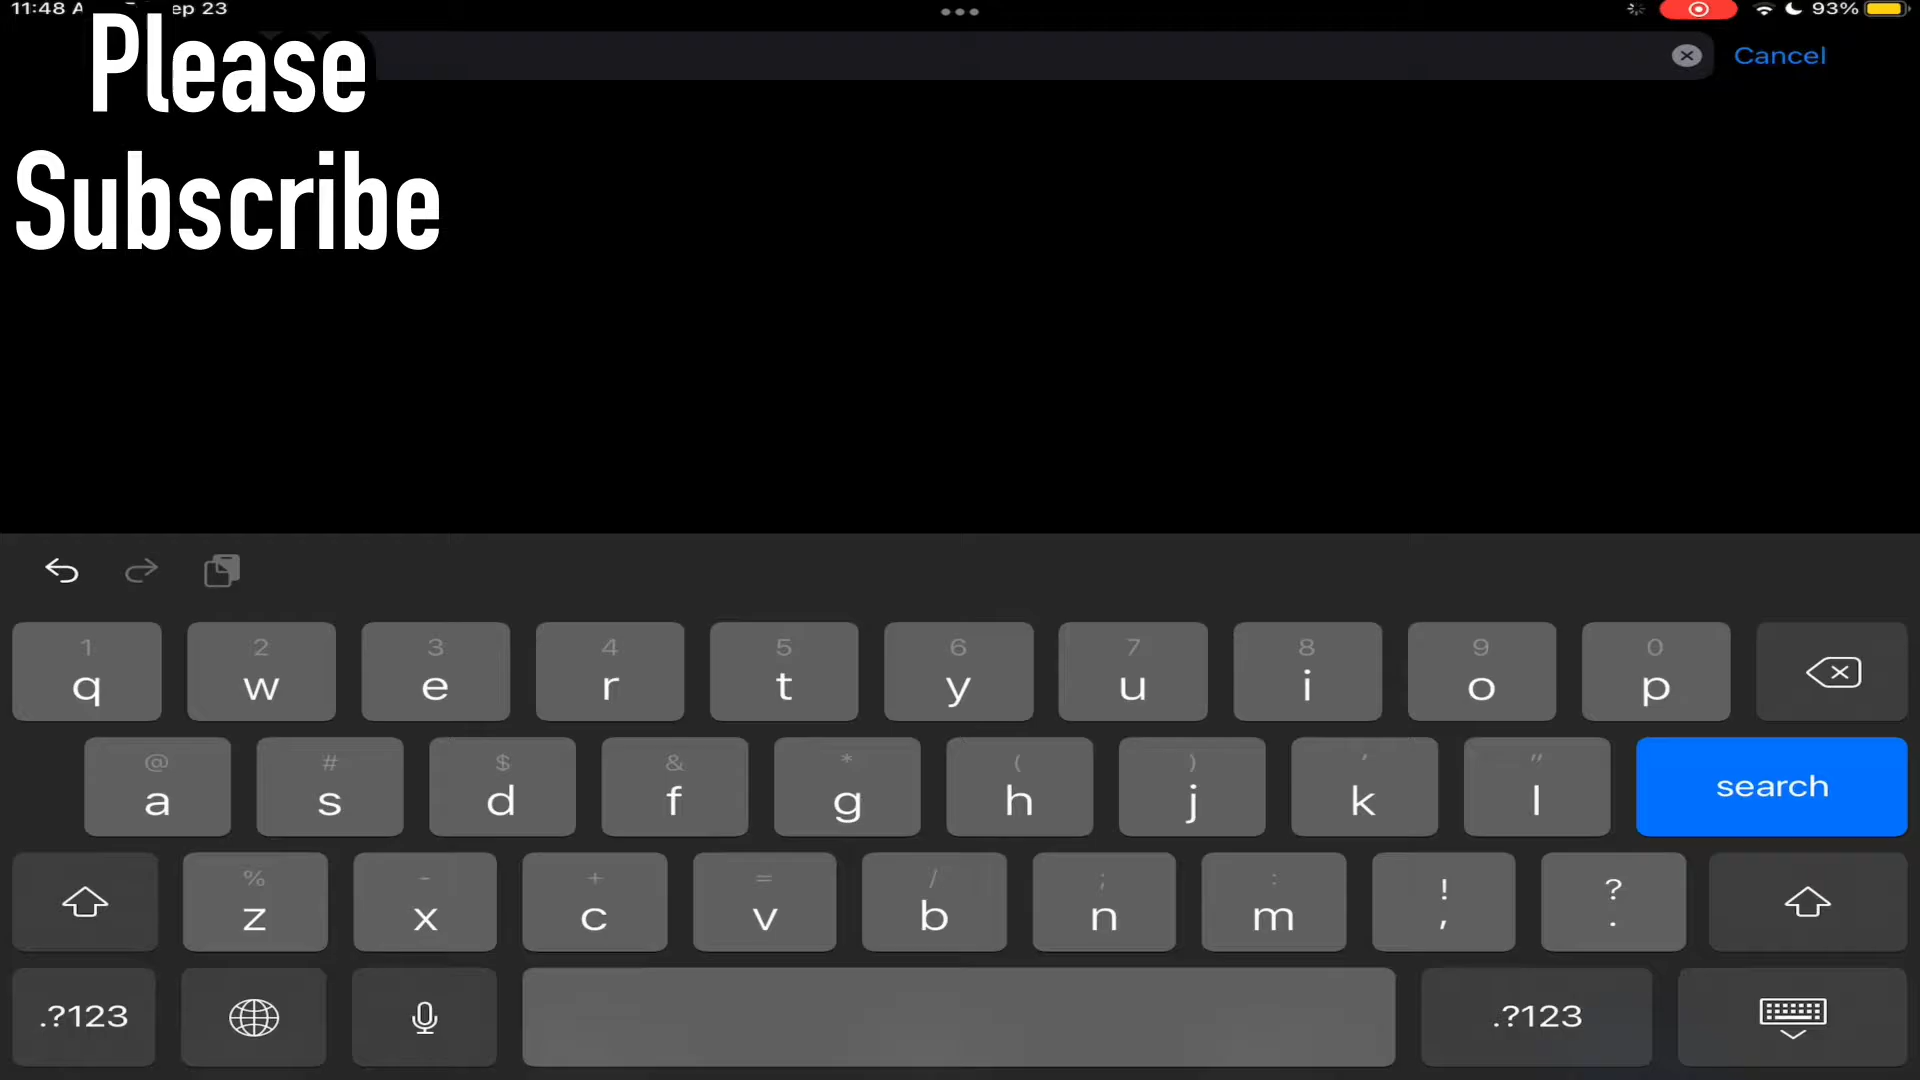 11:48 A ep 23 93%
Please
Subscribe
Cancel
1 2 3 4 5 6 7 8 9 0
q w e r t y u i o p
@ # $ & * ( ) ' "
a s d f g h j k l search
% - + = / ; : ! ?
z x c v b n m , .
.?123 .?123